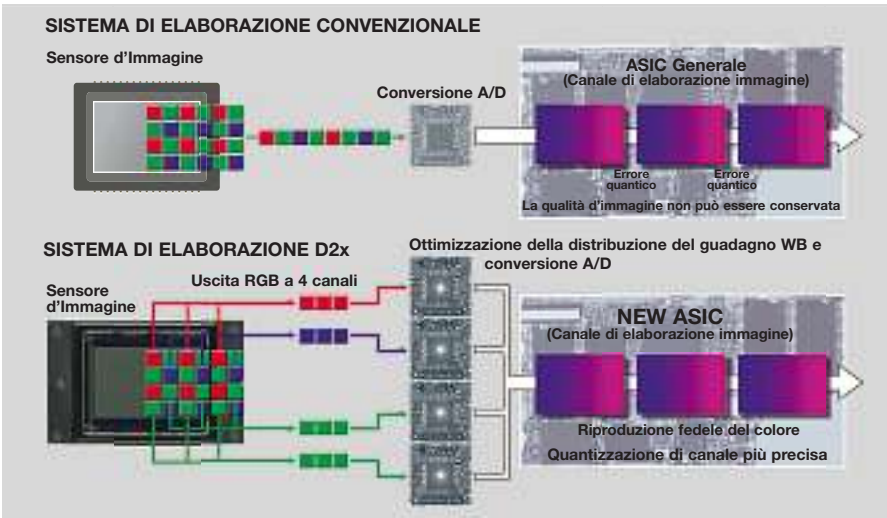 SISTEMA DI ELABORAZIONE CONVENZIONALE
Sensore d'Immagine
Conversione A/D
ASIC Generale
(Canale di elaborazione immagine)
Errore
quantico
Errore
quantico
La qualità d'immagine non può essere conservata
SISTEMA DI ELABORAZIONE D2x
Ottimizzazione della distribuzione del guadagno WB e
conversione A/D
Uscita RGB a 4 canali
Sensore
d'Immagine
NEW ASIC
(Canale di elaborazione immagine)
Riproduzione fedele del colore
Quantizzazione di canale più precisa